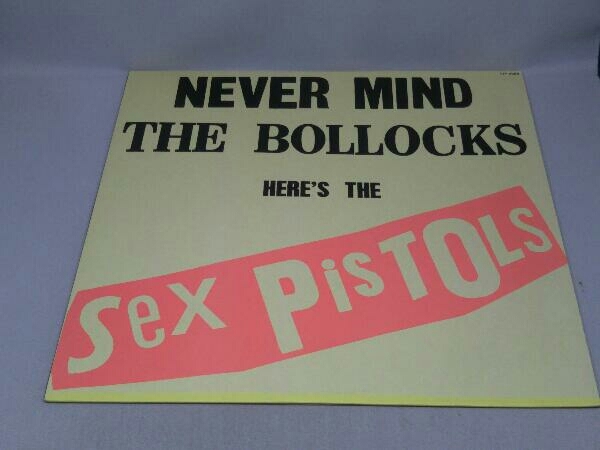 NEVER MIND
THE BOLLOCKS
HERE'S THE
Sex PiSTOLS